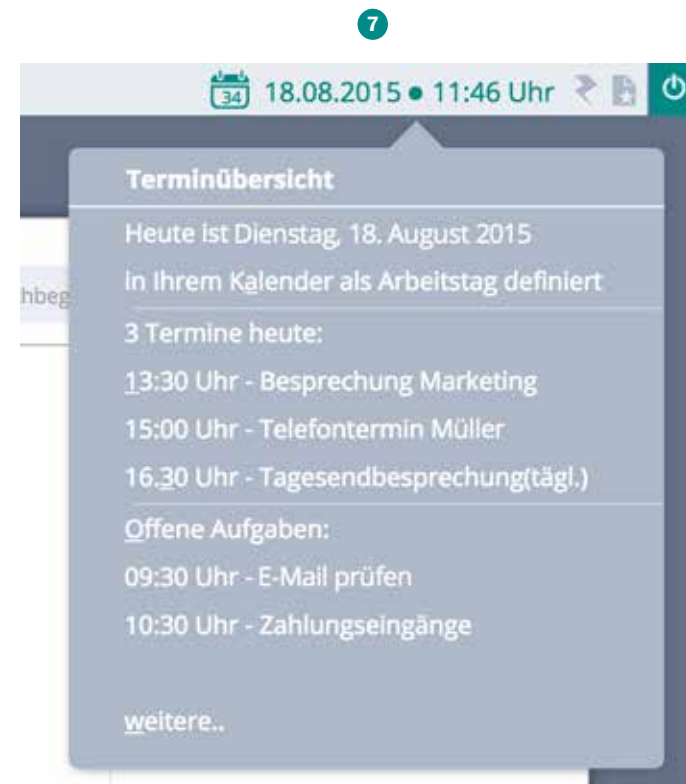 7
34 18.08.2015 ● 11:46 Uhr
Terminübersicht
Heute ist Dienstag, 18. August 2015
in Ihrem Kalender als Arbeitstag definiert
hbeg
3 Termine heute:
13:30 Uhr - Besprechung Marketing
15:00 Uhr - Telefontermin Müller
16.30 Uhr - Tagesendbesprechung(tägl.)
Offene Aufgaben:
09:30 Uhr - E-Mail prüfen
10:30 Uhr - Zahlungseingänge
weitere..